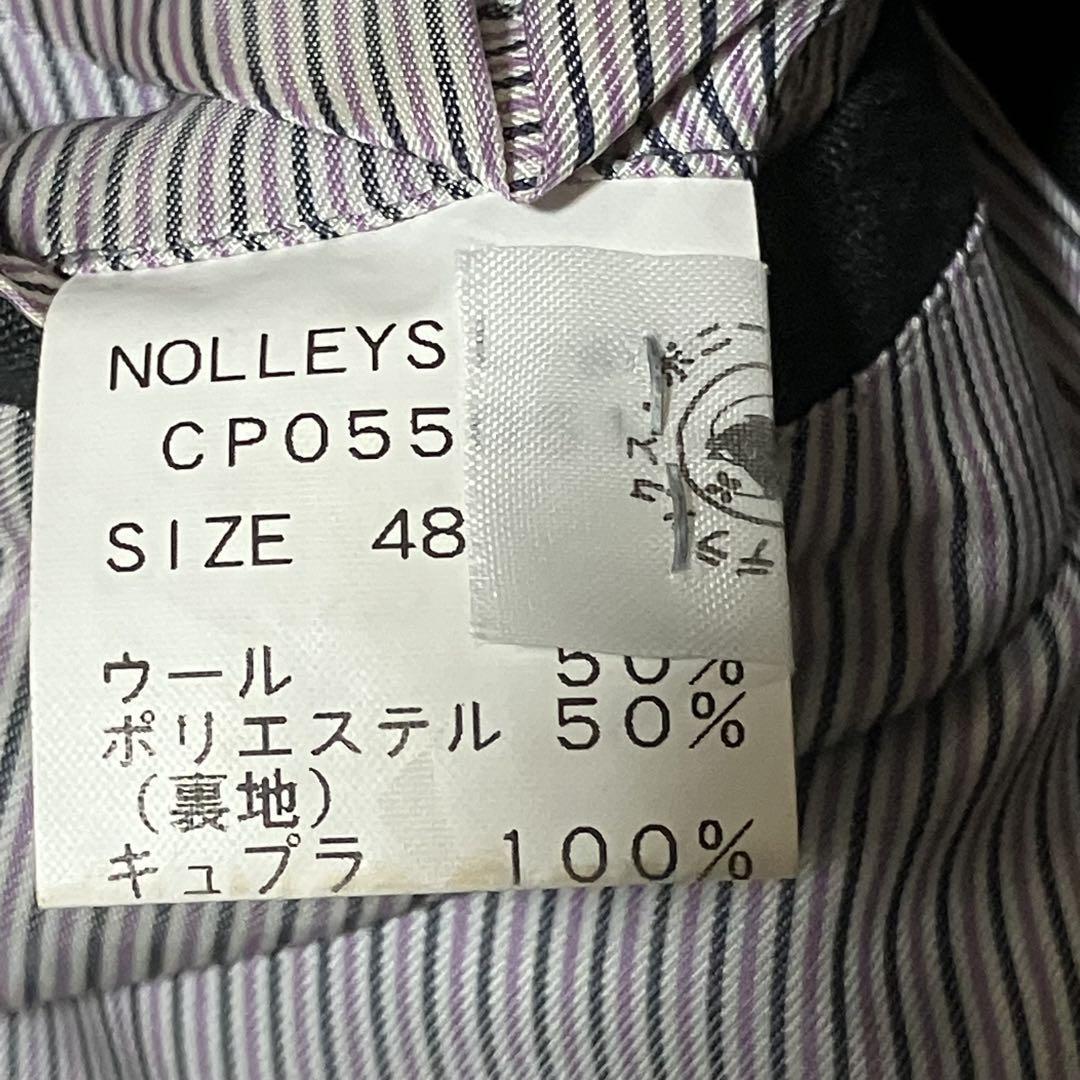 NOLLEYS
CP055
SIZE 48
ウール 50%
ポリエステル 50%
(裏地)
キュプラ 100%